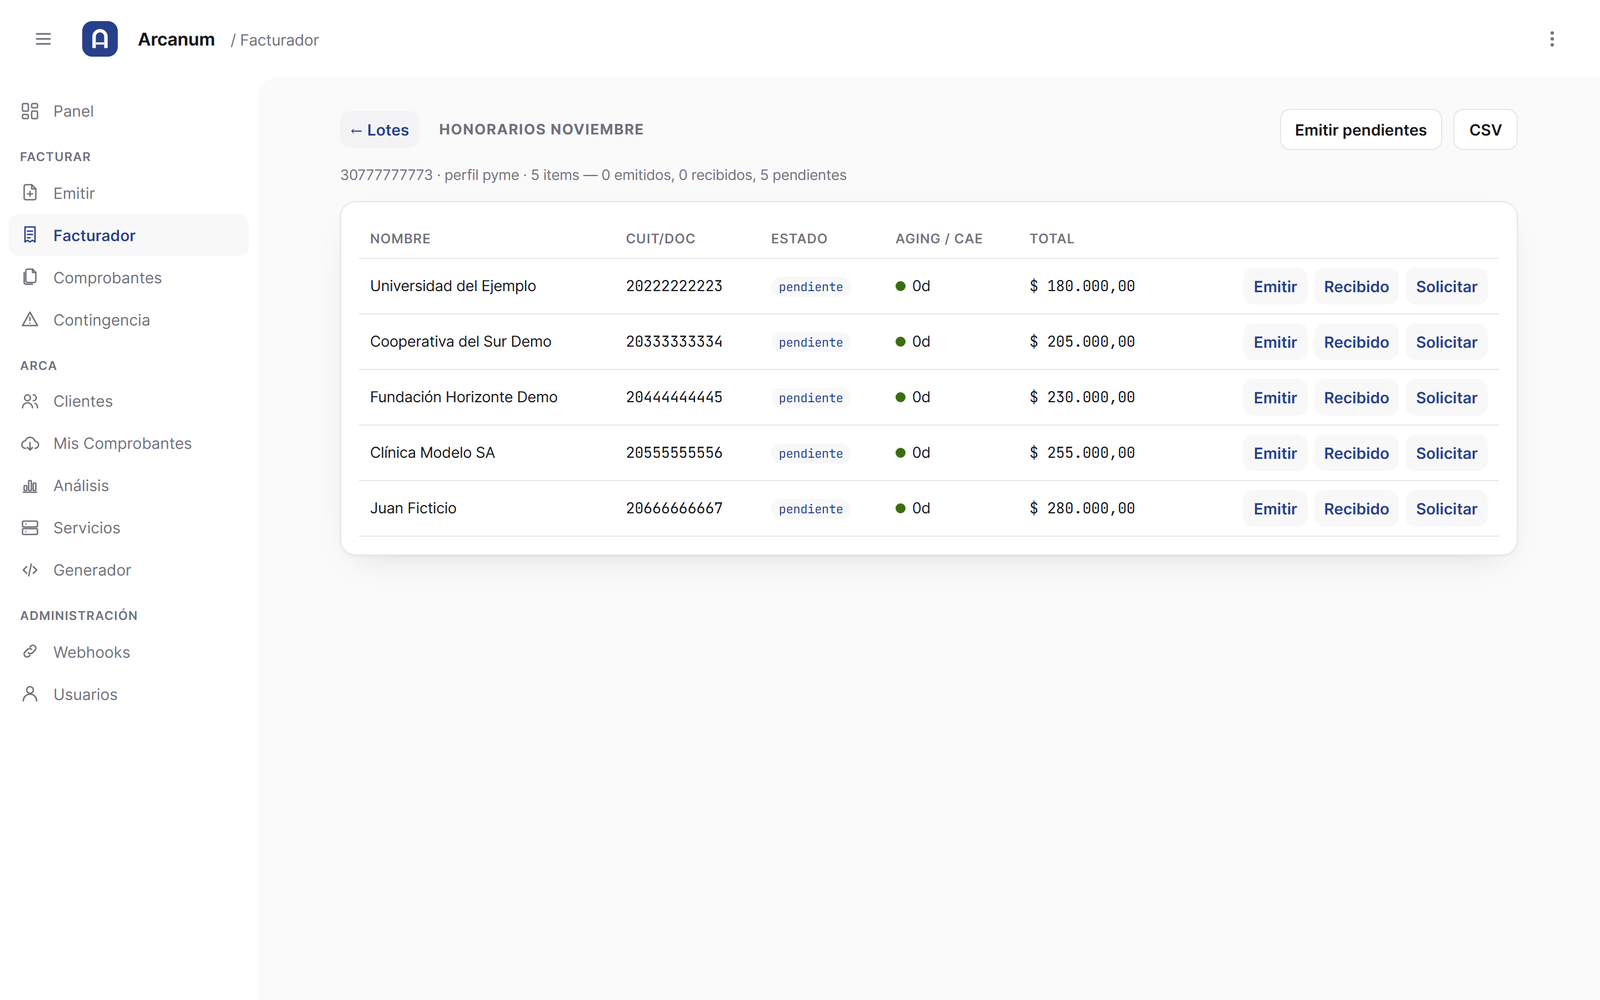 Arcanum / Facturador
Panel
FACTURAR
Emitir
Facturador
Comprobantes
Contingencia
ARCA
Clientes
Mis Comprobantes
Análisis
Servicios
Generador
ADMINISTRACIÓN
Webhooks
Usuarios
← Lotes HONORARIOS NOVIEMBRE Emitir pendientes CSV
30777777773 · perfil pyme · 5 items — 0 emitidos, 0 recibidos, 5 pendientes
NOMBRE CUIT/DOC ESTADO AGING / CAE TOTAL
Universidad del Ejemplo 20222222223 pendiente 0d $ 180.000,00 Emitir Recibido Solicitar
Cooperativa del Sur Demo 20333333334 pendiente 0d $ 205.000,00 Emitir Recibido Solicitar
Fundación Horizonte Demo 20444444445 pendiente 0d $ 230.000,00 Emitir Recibido Solicitar
Clínica Modelo SA 20555555556 pendiente 0d $ 255.000,00 Emitir Recibido Solicitar
Juan Ficticio 20666666667 pendiente 0d $ 280.000,00 Emitir Recibido Solicitar